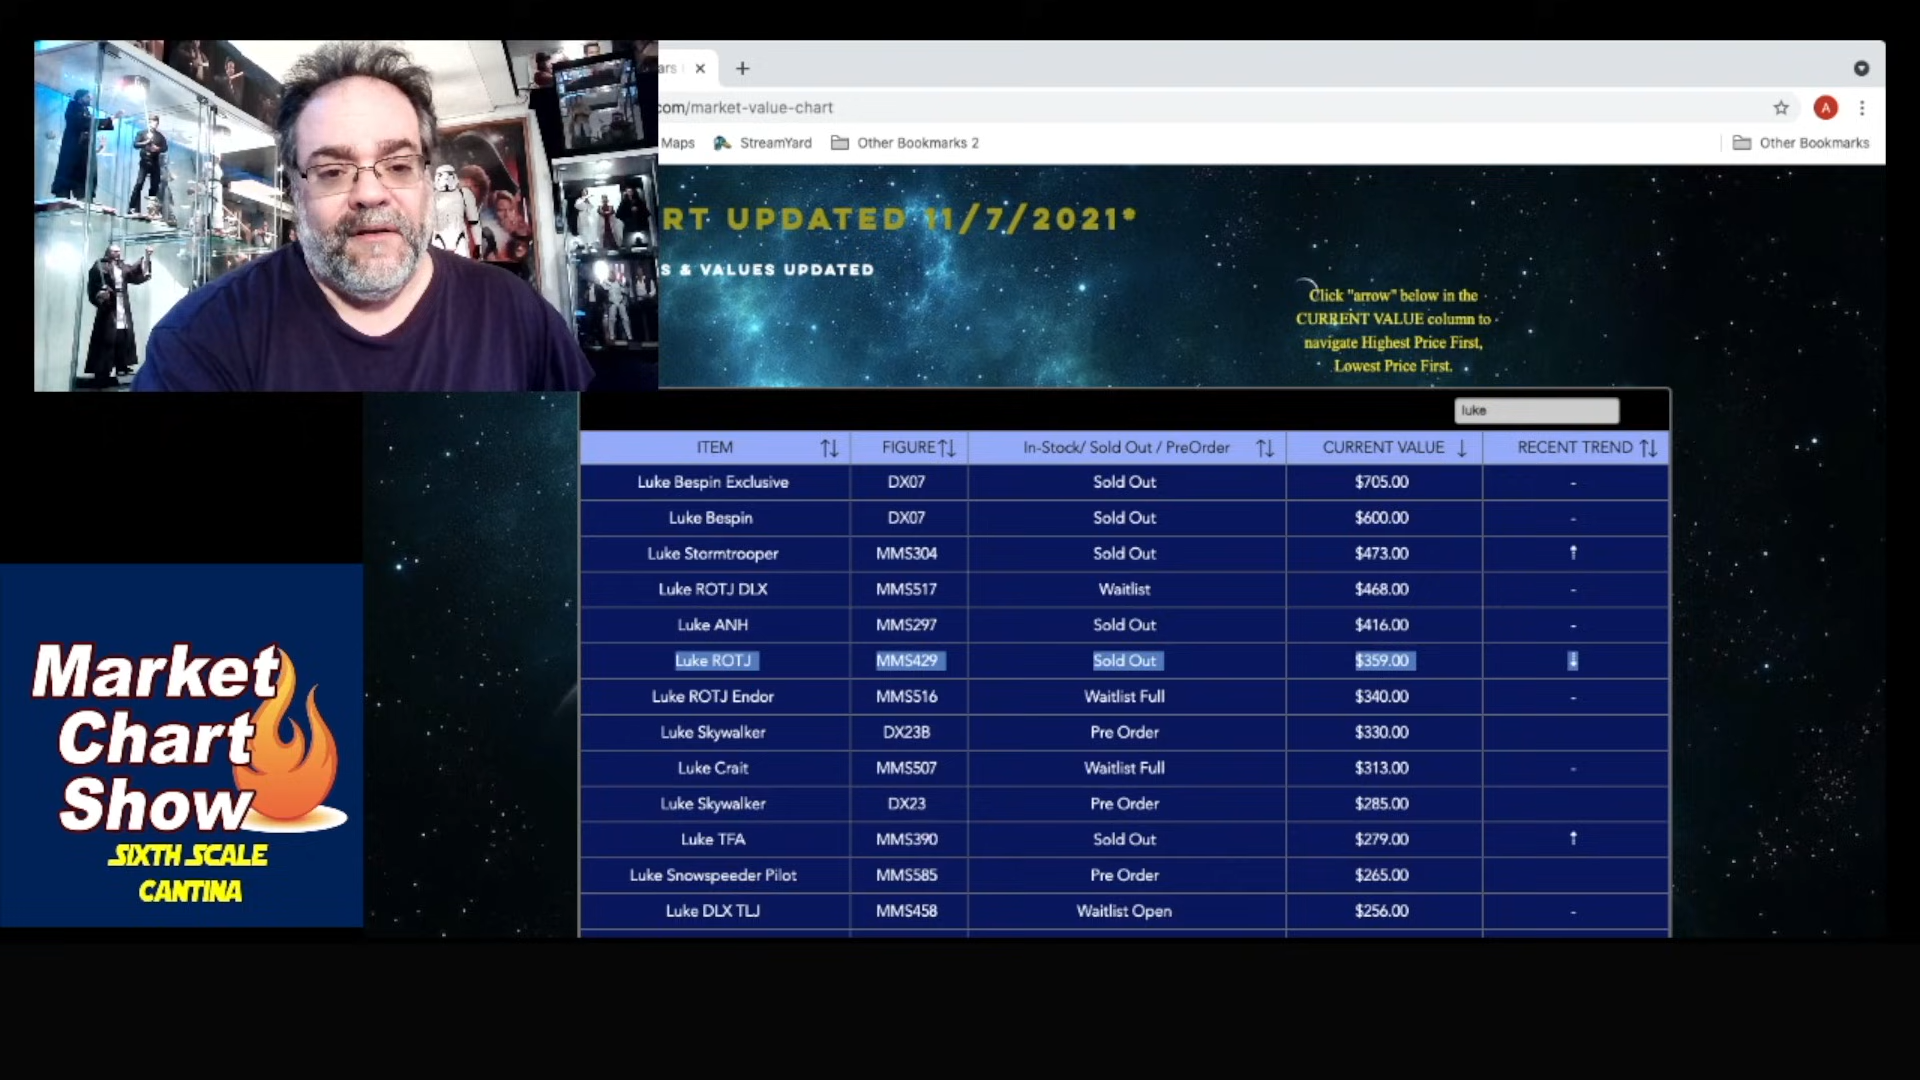 ars
com/market-value-chart
A
Maps StreamYard Other Bookmarks 2 Other Bookmarks
RT UPDATED 11/7/2021*
S & VALUES UPDATED
Click "arrow" below in the
CURRENT VALUE column to
navigate Highest Price First,
Lowest Price First.
luke
ITEM FIGURE In-Stock/ Sold Out / PreOrder CURRENT VALUE RECENT TREND
Luke Bespin Exclusive DX07 Sold Out $705.00 -
Luke Bespin DX07 Sold Out $600.00 -
Luke Stormtrooper MMS304 Sold Out $473.00 ↑
Luke ROTJ DLX MMS517 Waitlist $468.00 -
Luke ANH MMS297 Sold Out $416.00 -
Luke ROTJ MMS429 Sold Out $359.00 ↓
Luke ROTJ Endor MMS516 Waitlist Full $340.00 -
Luke Skywalker DX23B Pre Order $330.00
Luke Crait MMS507 Waitlist Full $313.00 -
Luke Skywalker DX23 Pre Order $285.00
Luke TFA MMS390 Sold Out $279.00 ↑
Luke Snowspeeder Pilot MMS585 Pre Order $265.00
Luke DLX TLJ MMS458 Waitlist Open $256.00 -
Market
Chart
Show
SIXTH SCALE
CANTINA